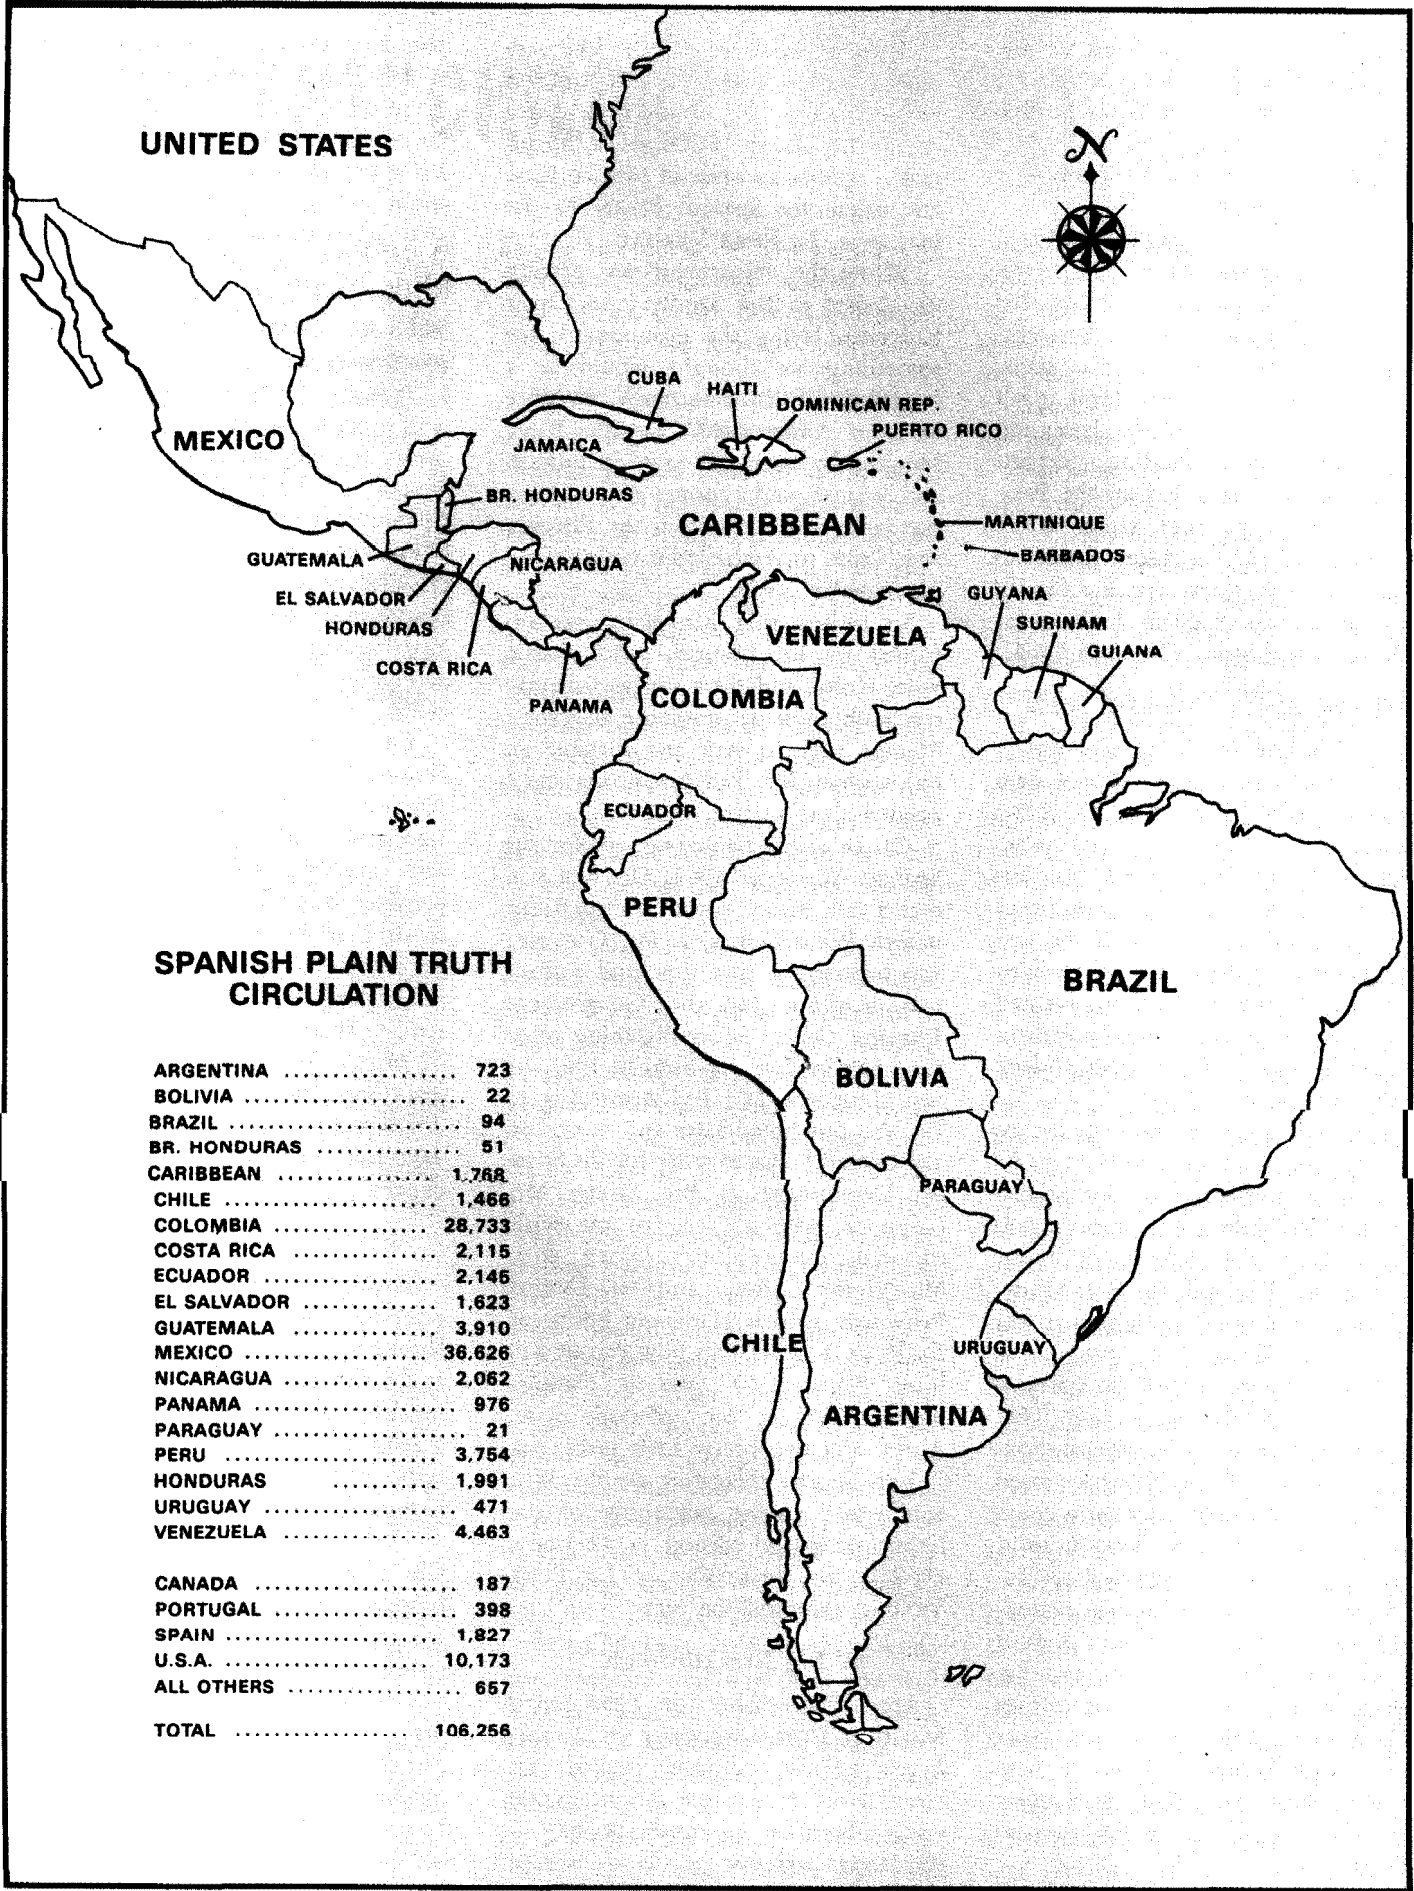 N
UNITED STATES
CUBA
HAITI
DOMINICAN REP.
PUERTO RICO
MEXICO
JAMAICA
BR. HONDURAS
CARIBBEAN
MARTINIQUE
BARBADOS
GUATEMALA
NICARAGUA
EL SALVADOR
GUYANA
HONDURAS
SURINAM
VENEZUELA
GUIANA
COSTA RICA
COLOMBIA
PANAMA
ECUADOR
PERU
BRAZIL
BOLIVIA
PARAGUAY
CHILE
URUGUAY
ARGENTINA
SPANISH PLAIN TRUTH
CIRCULATION
ARGENTINA .................. 723
BOLIVIA ....................... 22
BRAZIL ........................ 94
BR. HONDURAS ............... 51
CARIBBEAN ................ 1,768
CHILE ...................... 1,466
COLOMBIA ................ 28,733
COSTA RICA ............... 2,115
ECUADOR .................. 2,145
EL SALVADOR .............. 1,623
GUATEMALA ............... 3,910
MEXICO ................... 36,626
NICARAGUA ................ 2,062
PANAMA ..................... 976
PARAGUAY .................... 21
PERU ...................... 3,754
HONDURAS ........... 1,991
URUGUAY .................... 471
VENEZUELA ................ 4,463
CANADA ..................... 187
PORTUGAL ................... 398
SPAIN ...................... 1,827
U.S.A. ..................... 10,173
ALL OTHERS .................. 657
TOTAL .................. 106,256